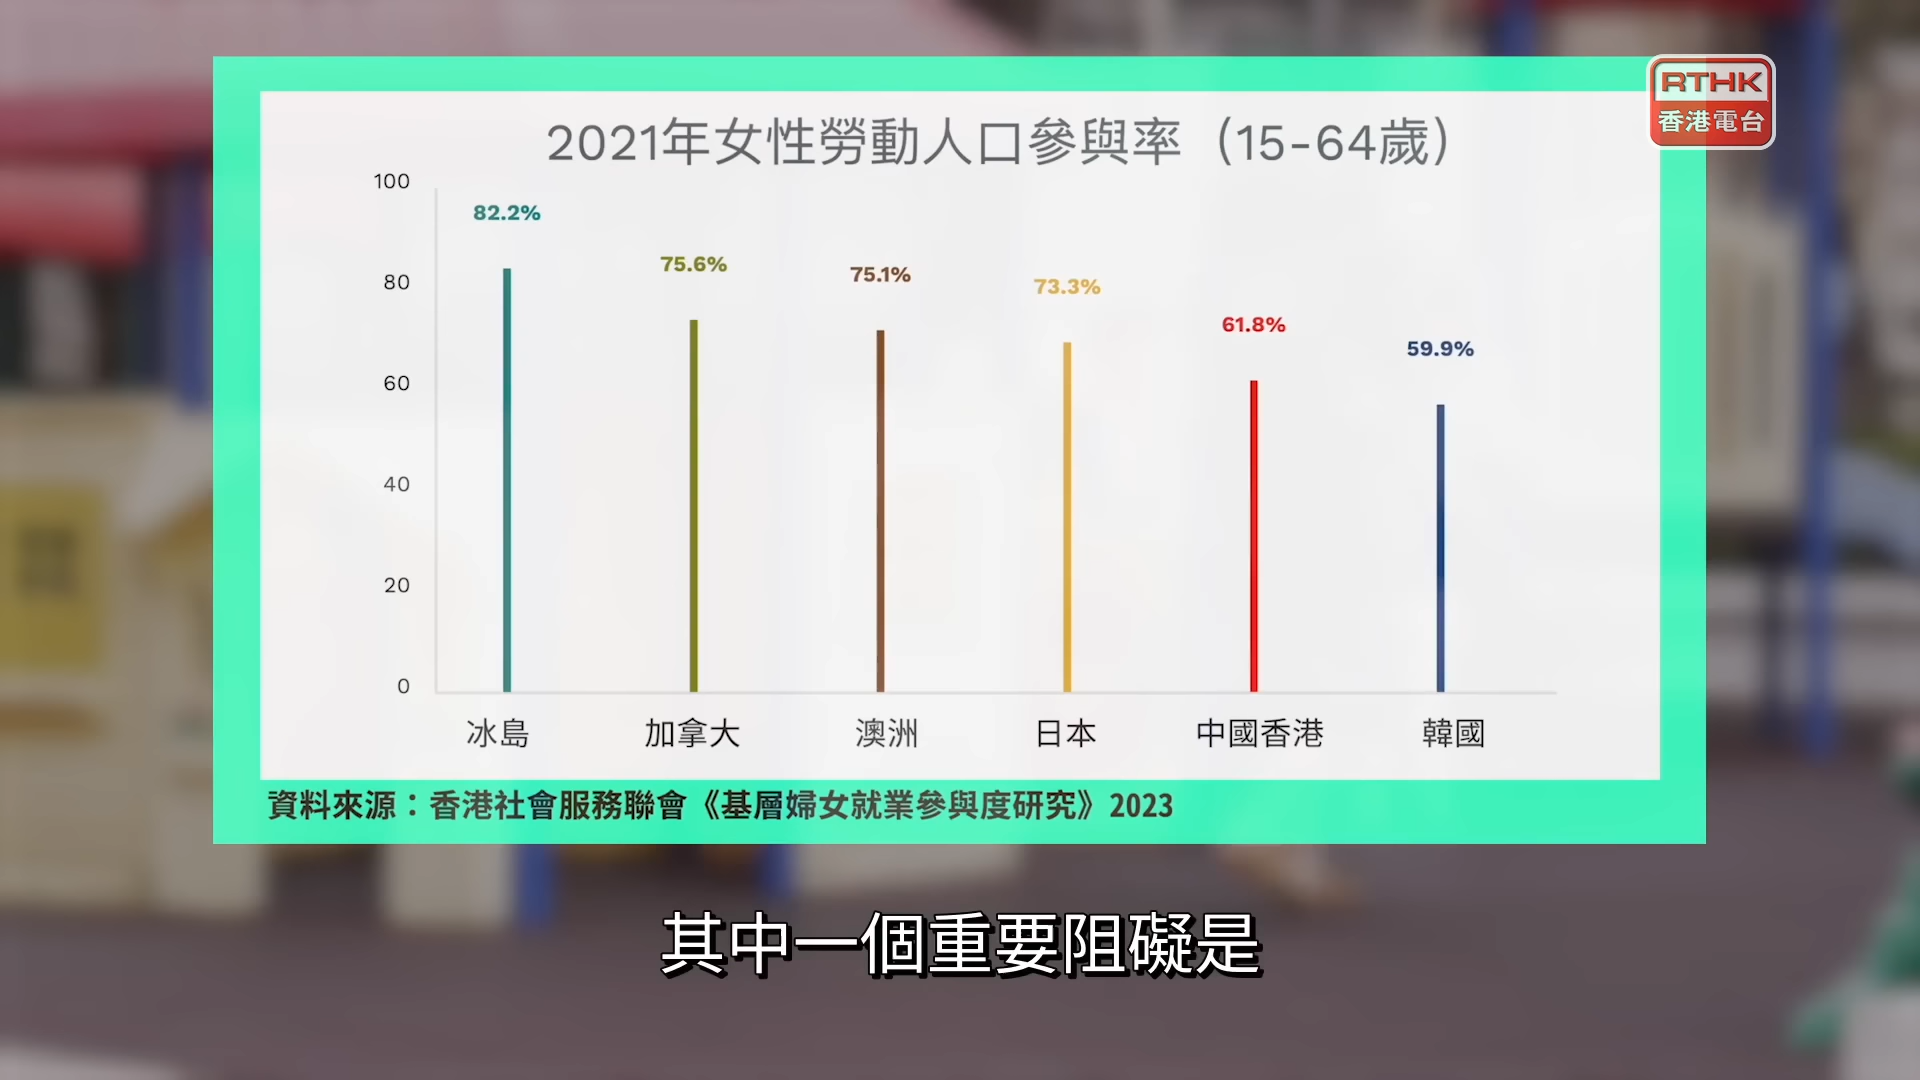 RTHK
香港電台
2021年女性勞動人口參與率（15-64歲）
100
80
60
40
20
0
82.2%
75.6%
75.1%
73.3%
61.8%
59.9%
冰島
加拿大
澳洲
日本
中國香港
韓國
資料來源：香港社會服務聯會《基層婦女就業參與度研究》2023
其中一個重要阻礙是